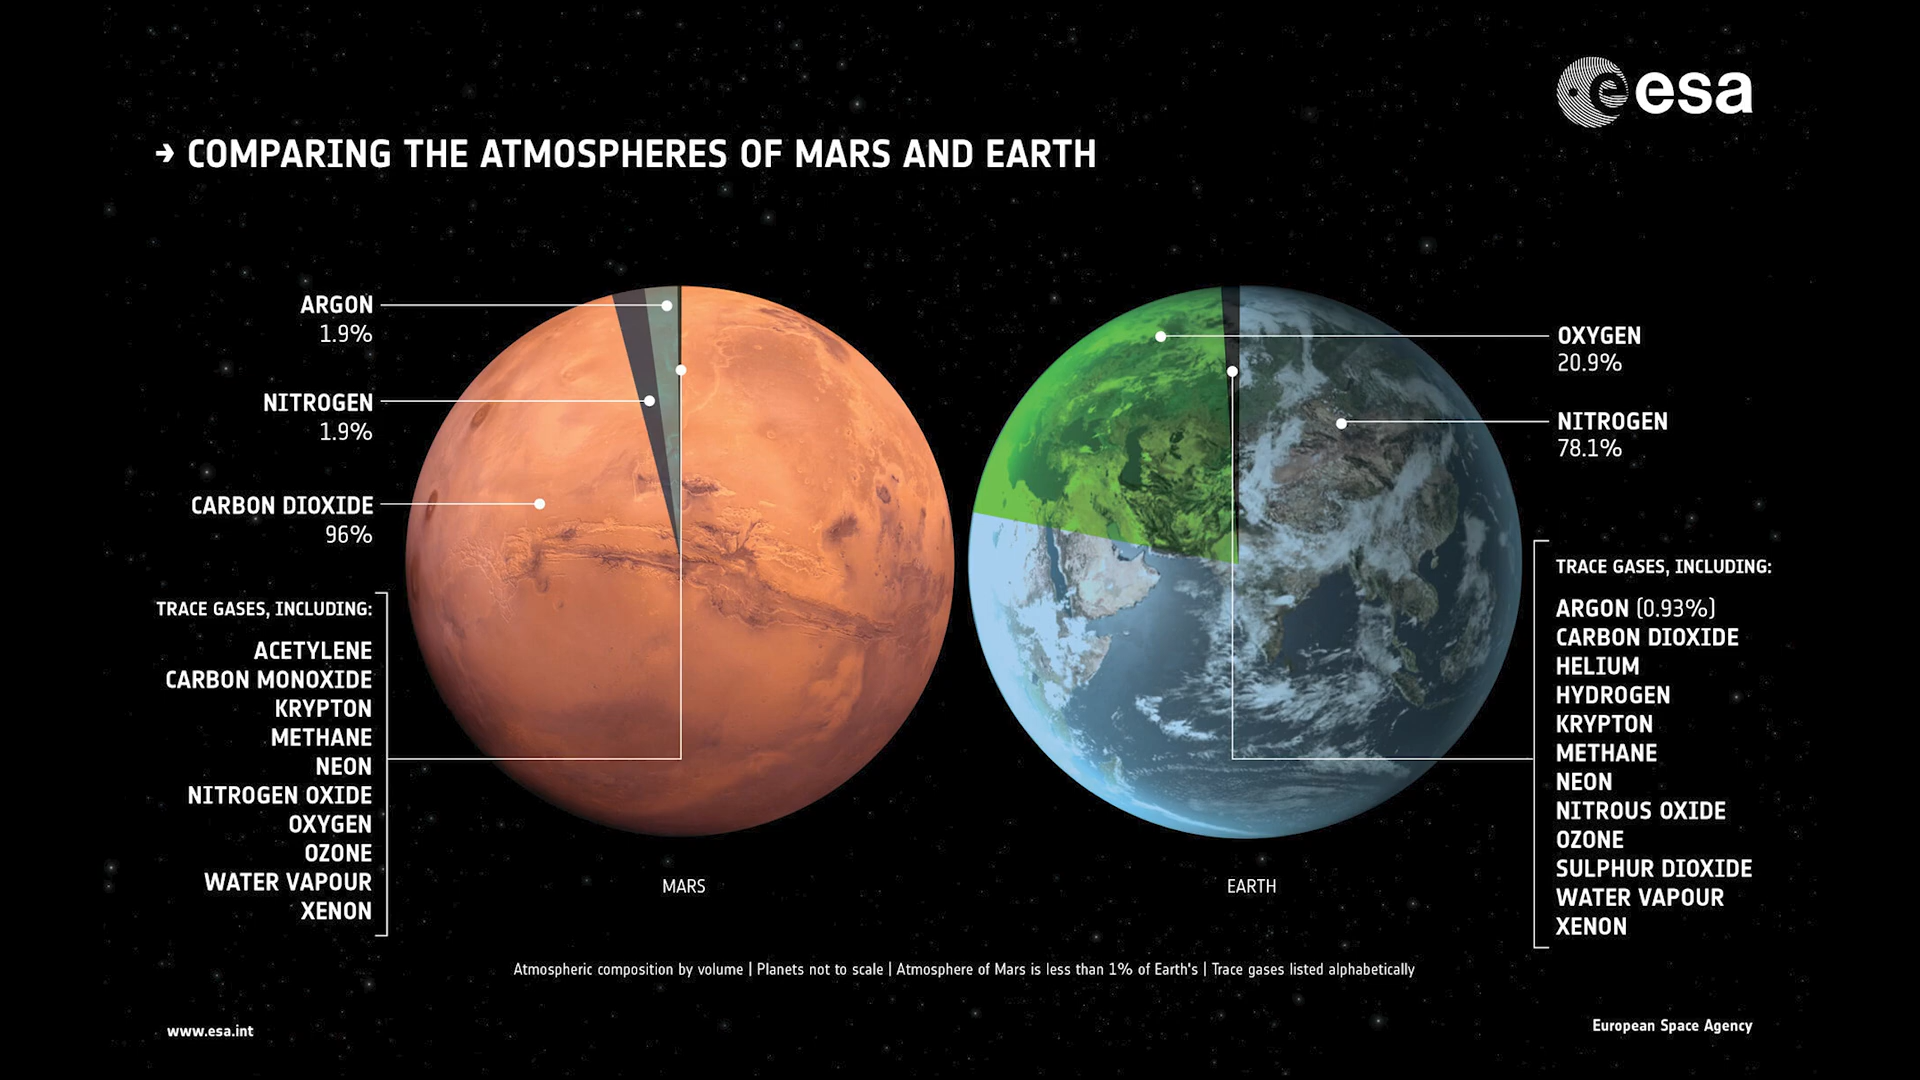 esa
→ COMPARING THE ATMOSPHERES OF MARS AND EARTH
ARGON
1.9%
NITROGEN
1.9%
CARBON DIOXIDE
96%
TRACE GASES, INCLUDING:
ACETYLENE
CARBON MONOXIDE
KRYPTON
METHANE
NEON
NITROGEN OXIDE
OXYGEN
OZONE
WATER VAPOUR
XENON
MARS
OXYGEN
20.9%
NITROGEN
78.1%
TRACE GASES, INCLUDING:
ARGON (0.93%)
CARBON DIOXIDE
HELIUM
HYDROGEN
KRYPTON
METHANE
NEON
NITROUS OXIDE
OZONE
SULPHUR DIOXIDE
WATER VAPOUR
XENON
EARTH
Atmospheric composition by volume | Planets not to scale | Atmosphere of Mars is less than 1% of Earth's | Trace gases listed alphabetically
www.esa.int
European Space Agency